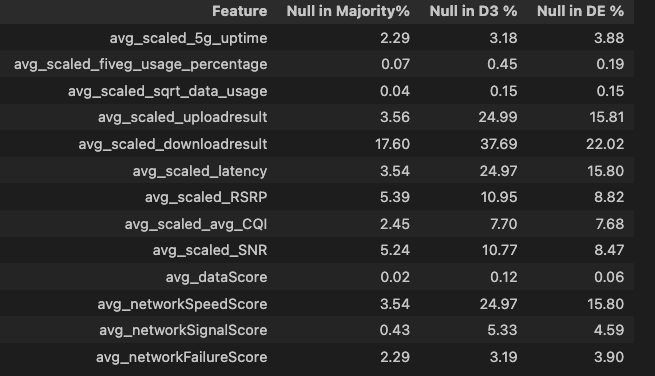 Feature Null in Majority% Null in D3 % Null in DE %
avg_scaled_5g_uptime 2.29 3.18 3.88
avg_scaled_fiveg_usage_percentage 0.07 0.45 0.19
avg_scaled_sqrt_data_usage 0.04 0.15 0.15
avg_scaled_uploadresult 3.56 24.99 15.81
avg_scaled_downloadresult 17.60 37.69 22.02
avg_scaled_latency 3.54 24.97 15.80
avg_scaled_RSRP 5.39 10.95 8.82
avg_scaled_avg_CQI 2.45 7.70 7.68
avg_scaled_SNR 5.24 10.77 8.47
avg_dataScore 0.02 0.12 0.06
avg_networkSpeedScore 3.54 24.97 15.80
avg_networkSignalScore 0.43 5.33 4.59
avg_networkFailureScore 2.29 3.19 3.90